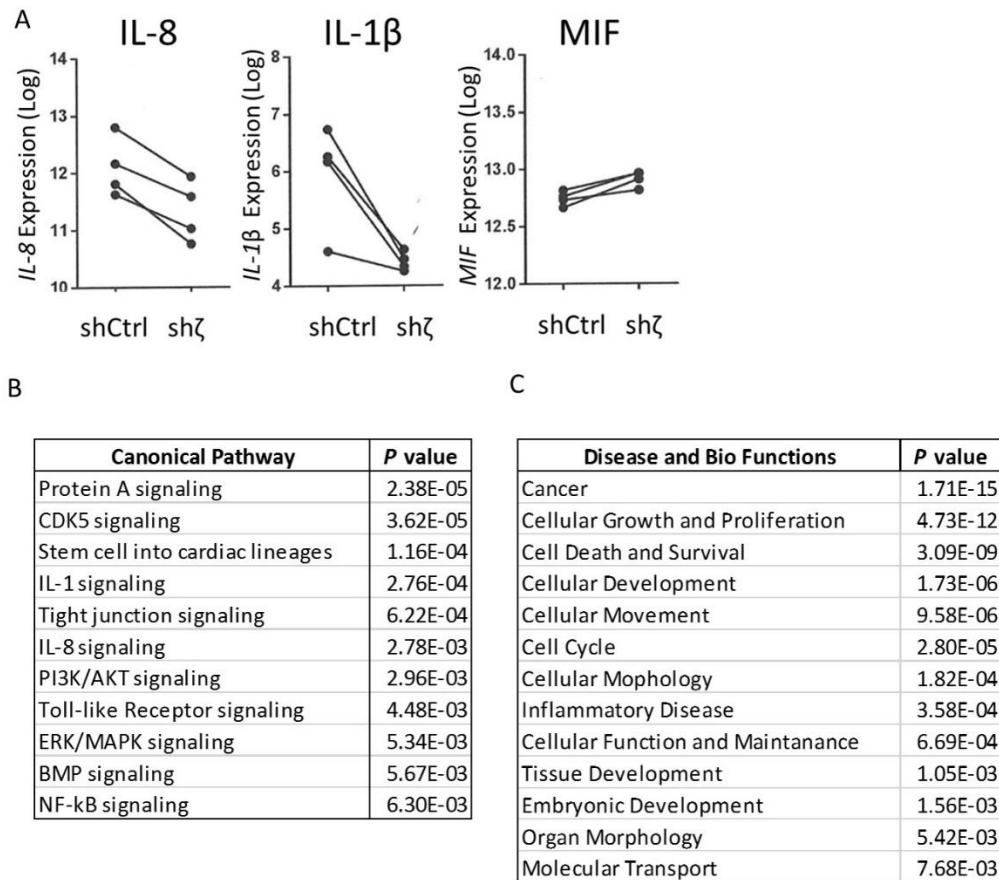 A
IL-8
IL-1β
MIF
IL-8 Expression (Log)
14
13
12
11
10
shCtrl shζ
IL-1β Expression (Log)
8
7
6
5
4
shCtrl shζ
MIF Expression (Log)
14.0
13.5
13.0
12.5
12.0
shCtrl shζ
B
Canonical Pathway P value
Protein A signaling 2.38E-05
CDK5 signaling 3.62E-05
Stem cell into cardiac lineages 1.16E-04
IL-1 signaling 2.76E-04
Tight junction signaling 6.22E-04
IL-8 signaling 2.78E-03
PI3K/AKT signaling 2.96E-03
Toll-like Receptor signaling 4.48E-03
ERK/MAPK signaling 5.34E-03
BMP signaling 5.67E-03
NF-kB signaling 6.30E-03
C
Disease and Bio Functions P value
Cancer 1.71E-15
Cellular Growth and Proliferation 4.73E-12
Cell Death and Survival 3.09E-09
Cellular Development 1.73E-06
Cellular Movement 9.58E-06
Cell Cycle 2.80E-05
Cellular Mophology 1.82E-04
Inflammatory Disease 3.58E-04
Cellular Function and Maintanance 6.69E-04
Tissue Development 1.05E-03
Embryonic Development 1.56E-03
Organ Morphology 5.42E-03
Molecular Transport 7.68E-03